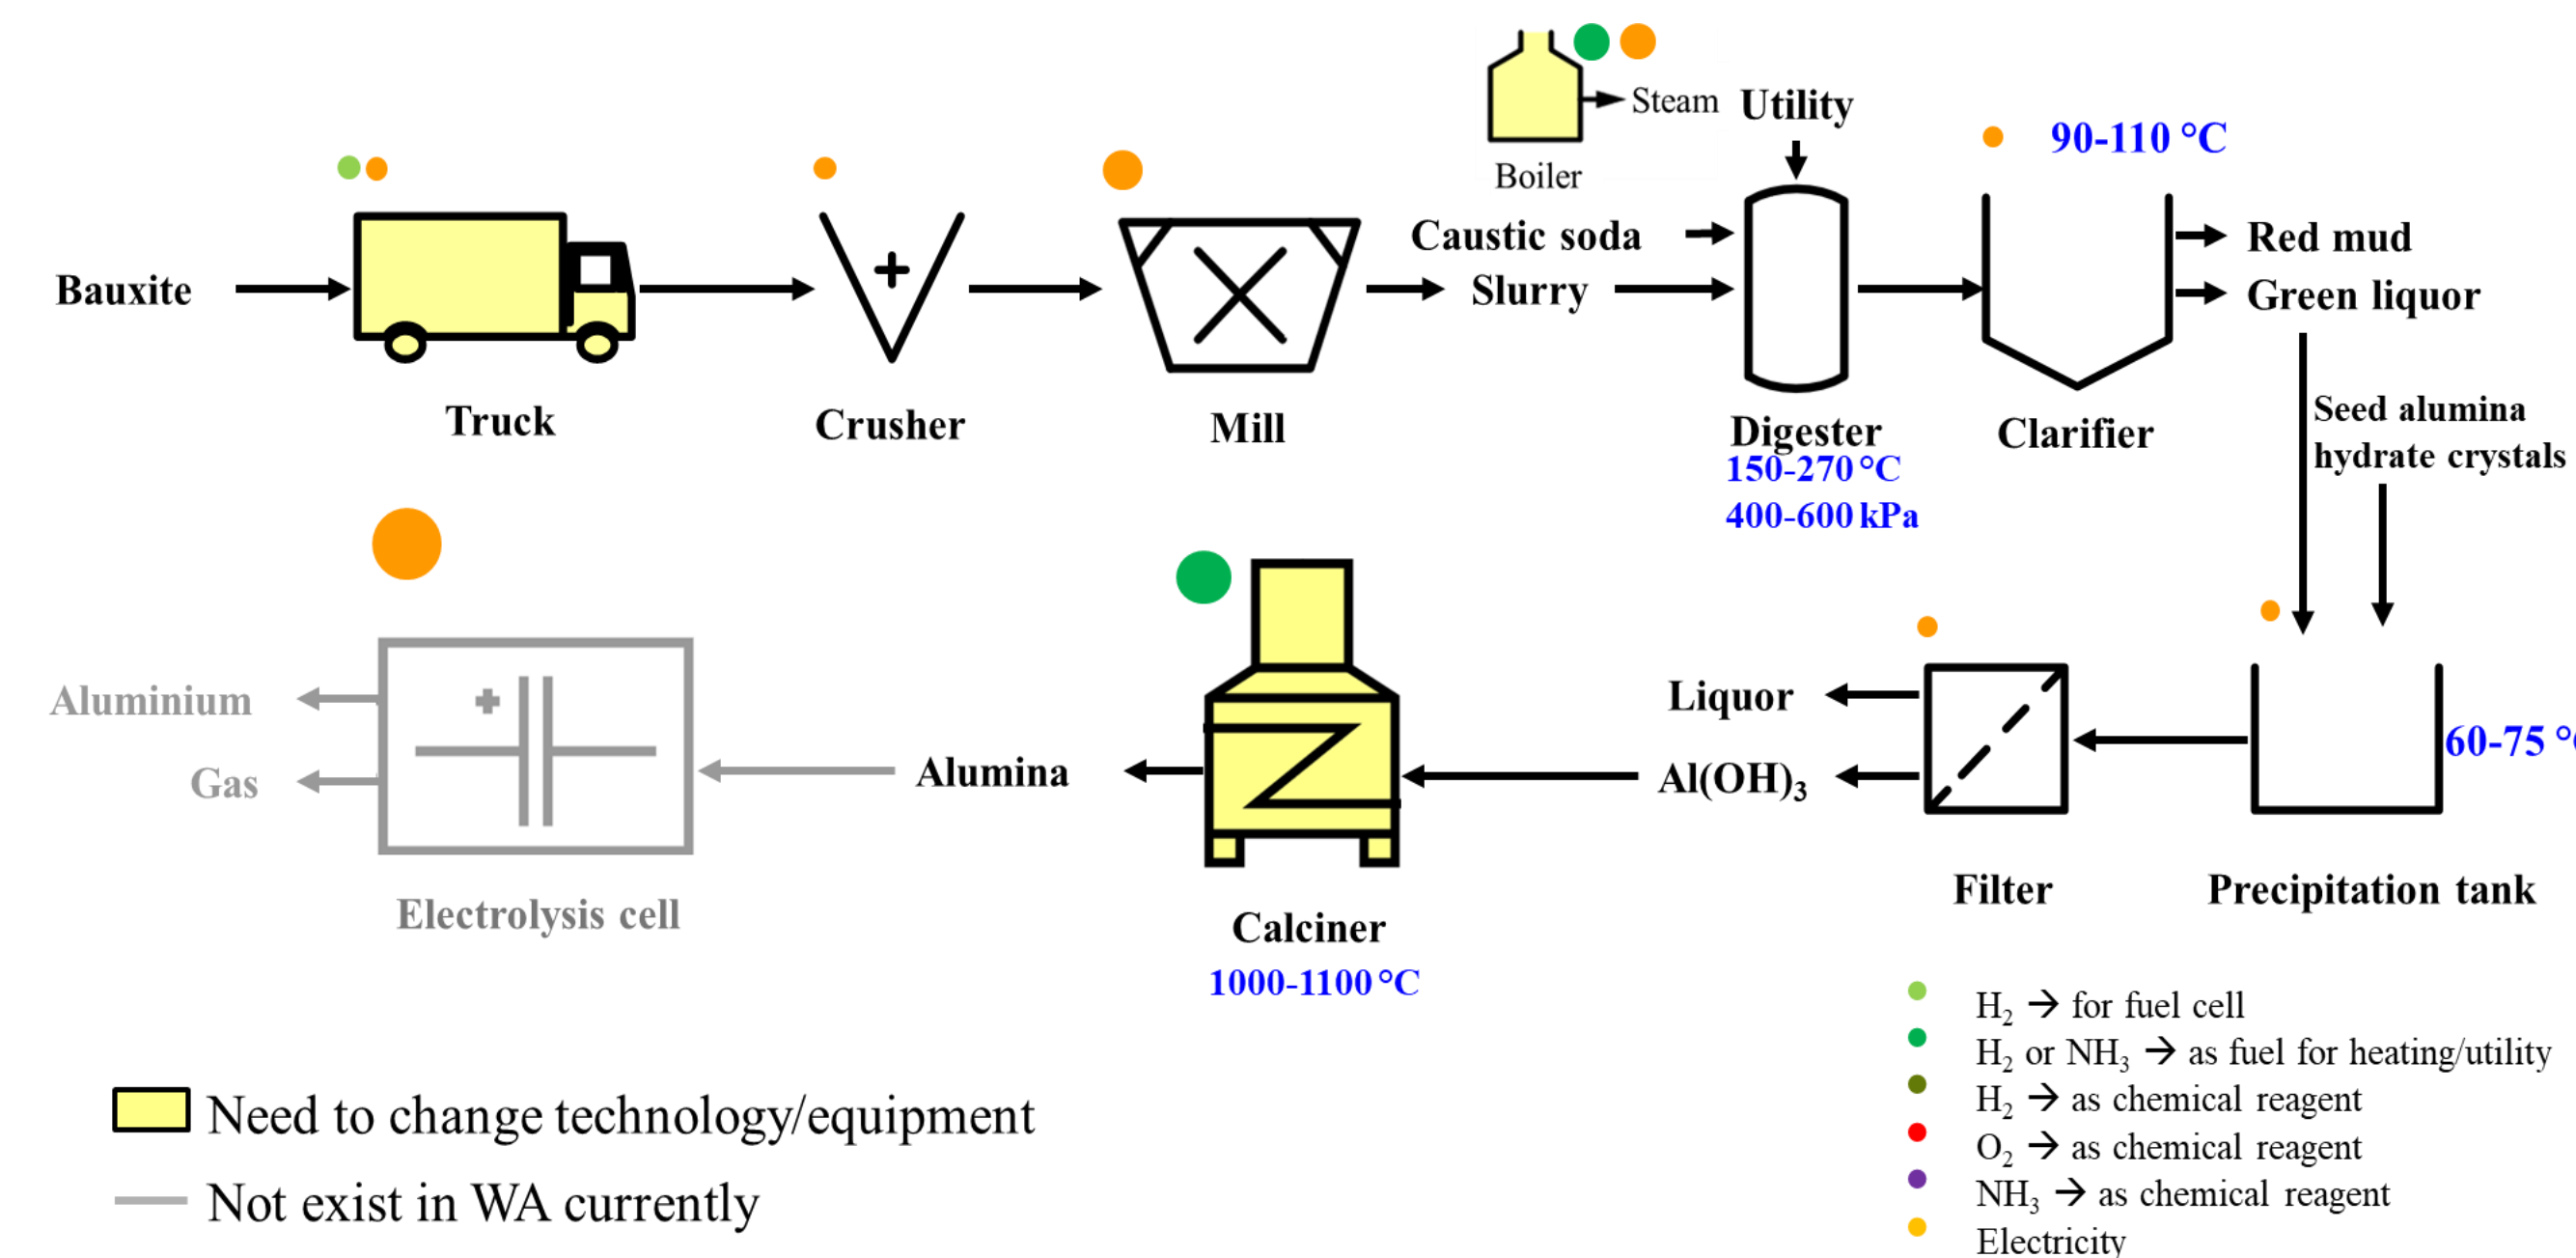 Steam
Utility
Boiler
90-110 °C
Bauxite
Caustic soda
Slurry
Red mud
Green liquor
Truck
Crusher
Mill
Digester
150-270 °C
400-600 kPa
Clarifier
Seed alumina
hydrate crystals
Aluminium
Gas
Alumina
Liquor
Al(OH)₃
60-75 °C
Electrolysis cell
Calciner
1000-1100 °C
Filter
Precipitation tank
Need to change technology/equipment
Not exist in WA currently
H₂ → for fuel cell
H₂ or NH₃ → as fuel for heating/utility
H₂ → as chemical reagent
O₂ → as chemical reagent
NH₃ → as chemical reagent
Electricity